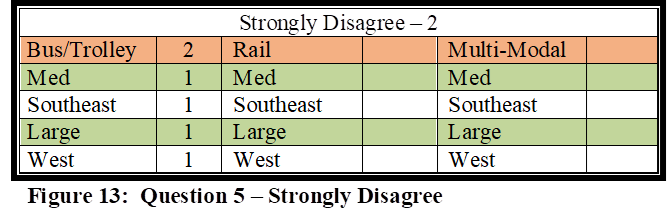 Strongly Disagree – 2
Bus/Trolley 2 Rail Multi-Modal
Med 1 Med Med
Southeast 1 Southeast Southeast
Large 1 Large Large
West 1 West West
Figure 13: Question 5 – Strongly Disagree